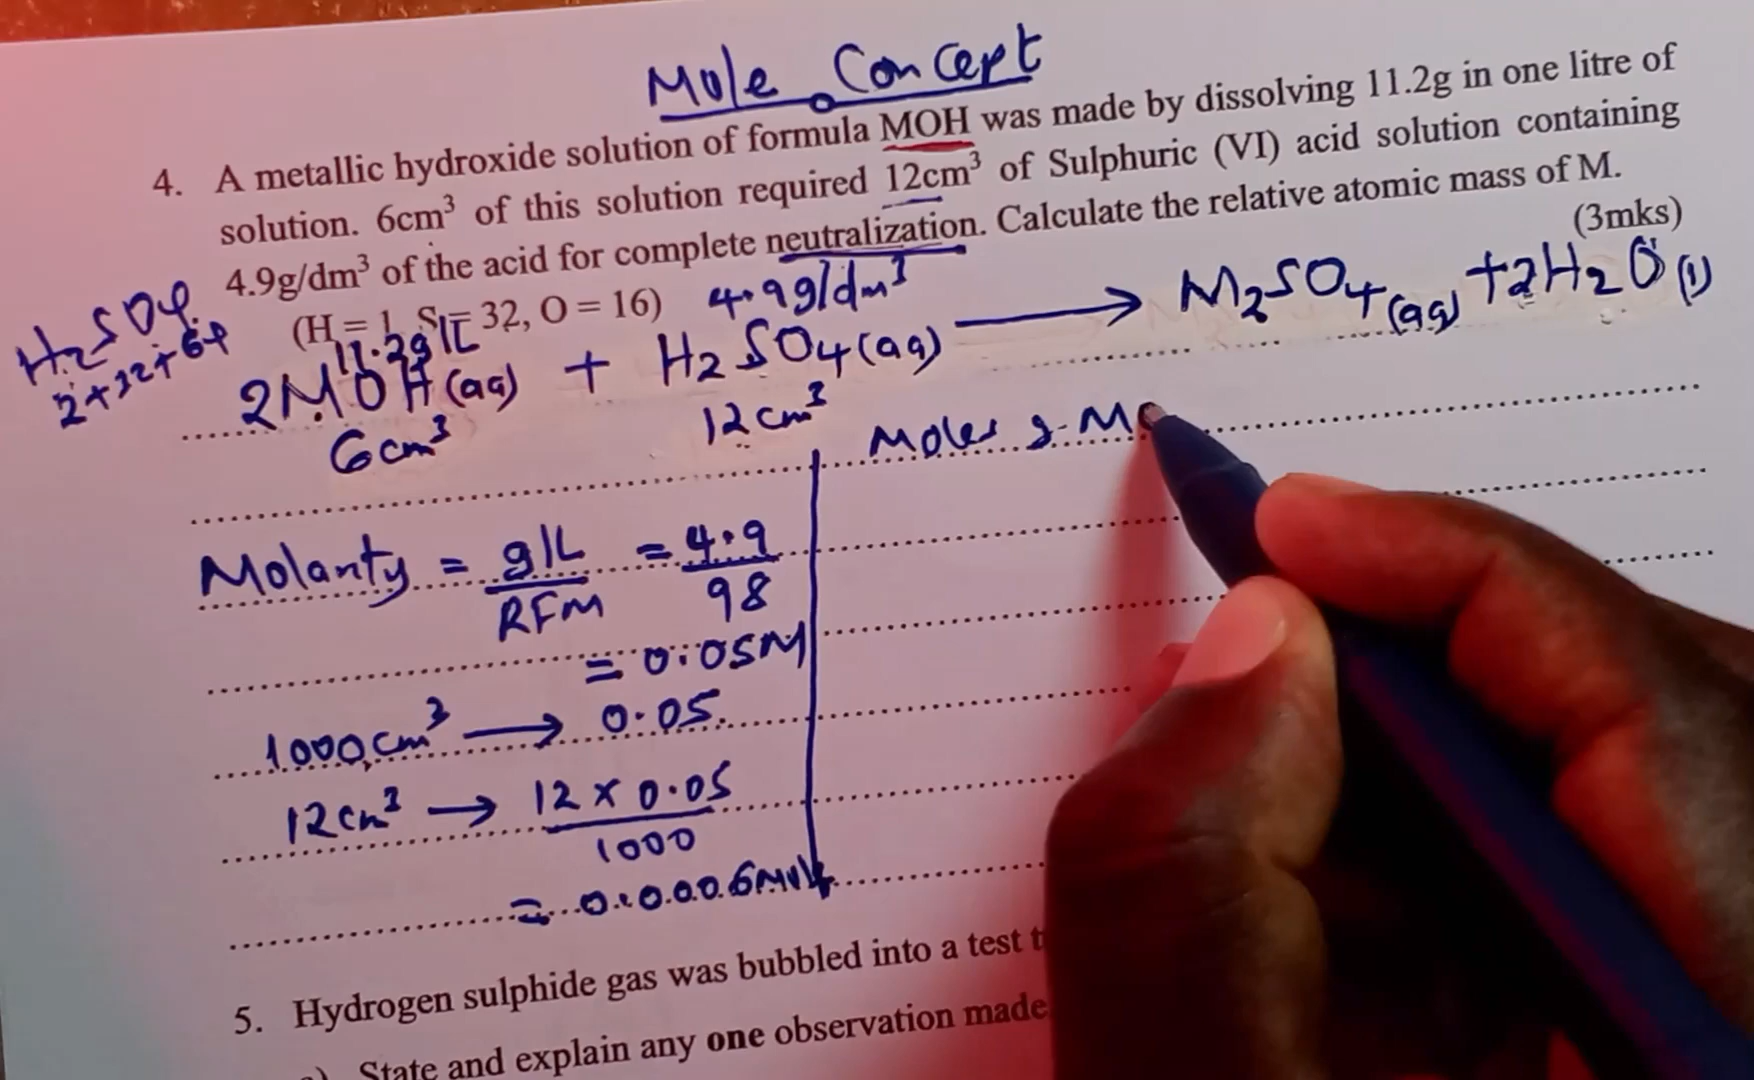 Mole Concept
4. A metallic hydroxide solution of formula MOH was made by dissolving 11.2g in one litre of
solution. 6cm³ of this solution required 12cm³ of Sulphuric (VI) acid solution containing
4.9g/dm³ of the acid for complete neutralization. Calculate the relative atomic mass of M.
(H = 1, S = 32, O = 16) (3mks)
H₂SO₄
2+32+64
11.2g/L 4.9g/dm³
2MOH(aq) + H₂SO₄(aq) → M₂SO₄(aq) + 2H₂O(l)
6cm³ 12cm³
Molarity = g/L / RFM = 4.9 / 98
= 0.05M
1000cm³ → 0.05
12cm³ → 12 x 0.05 / 1000
= 0.0006
Moles
5. Hydrogen sulphide gas was bubbled into a test
State and explain any one observation made